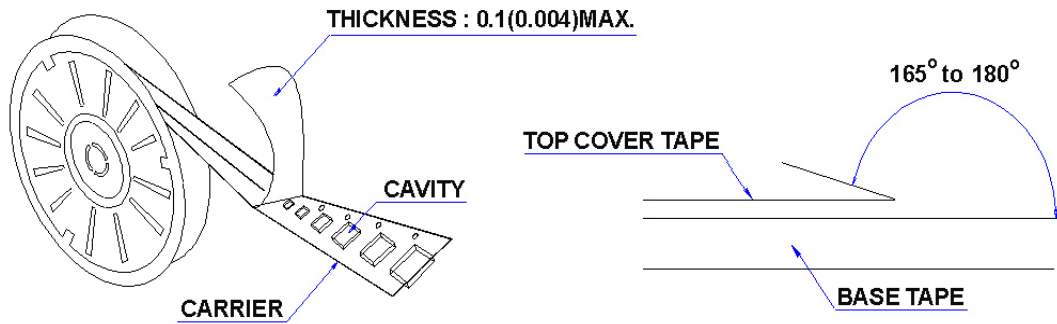 THICKNESS : 0.1(0.004)MAX.
165° to 180°
TOP COVER TAPE
CAVITY
BASE TAPE
CARRIER